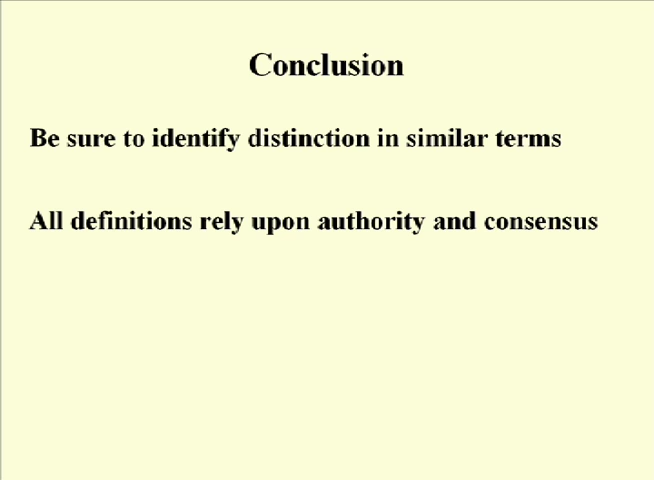 Conclusion
Be sure to identify distinction in similar terms
All definitions rely upon authority and consensus